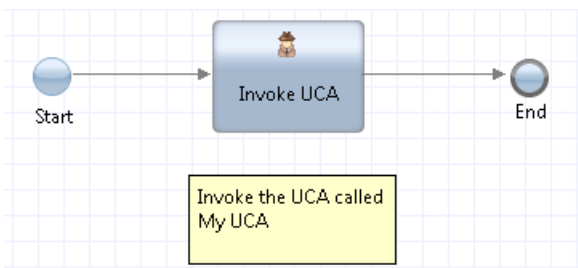 Invoke UCA
Start
End
Invoke the UCA called
My UCA